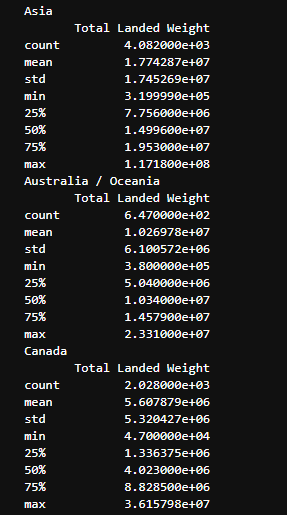 Asia
Total Landed Weight
count 4.082000e+03
mean 1.774287e+07
std 1.745269e+07
min 3.199990e+05
25% 7.756000e+06
50% 1.499600e+07
75% 1.953000e+07
max 1.171800e+08
Australia / Oceania
Total Landed Weight
count 6.470000e+02
mean 1.026978e+07
std 6.100572e+06
min 3.800000e+05
25% 5.040000e+06
50% 1.034000e+07
75% 1.457900e+07
max 2.331000e+07
Canada
Total Landed Weight
count 2.028000e+03
mean 5.607879e+06
std 5.320427e+06
min 4.700000e+04
25% 1.336375e+06
50% 4.023000e+06
75% 8.828500e+06
max 3.615798e+07